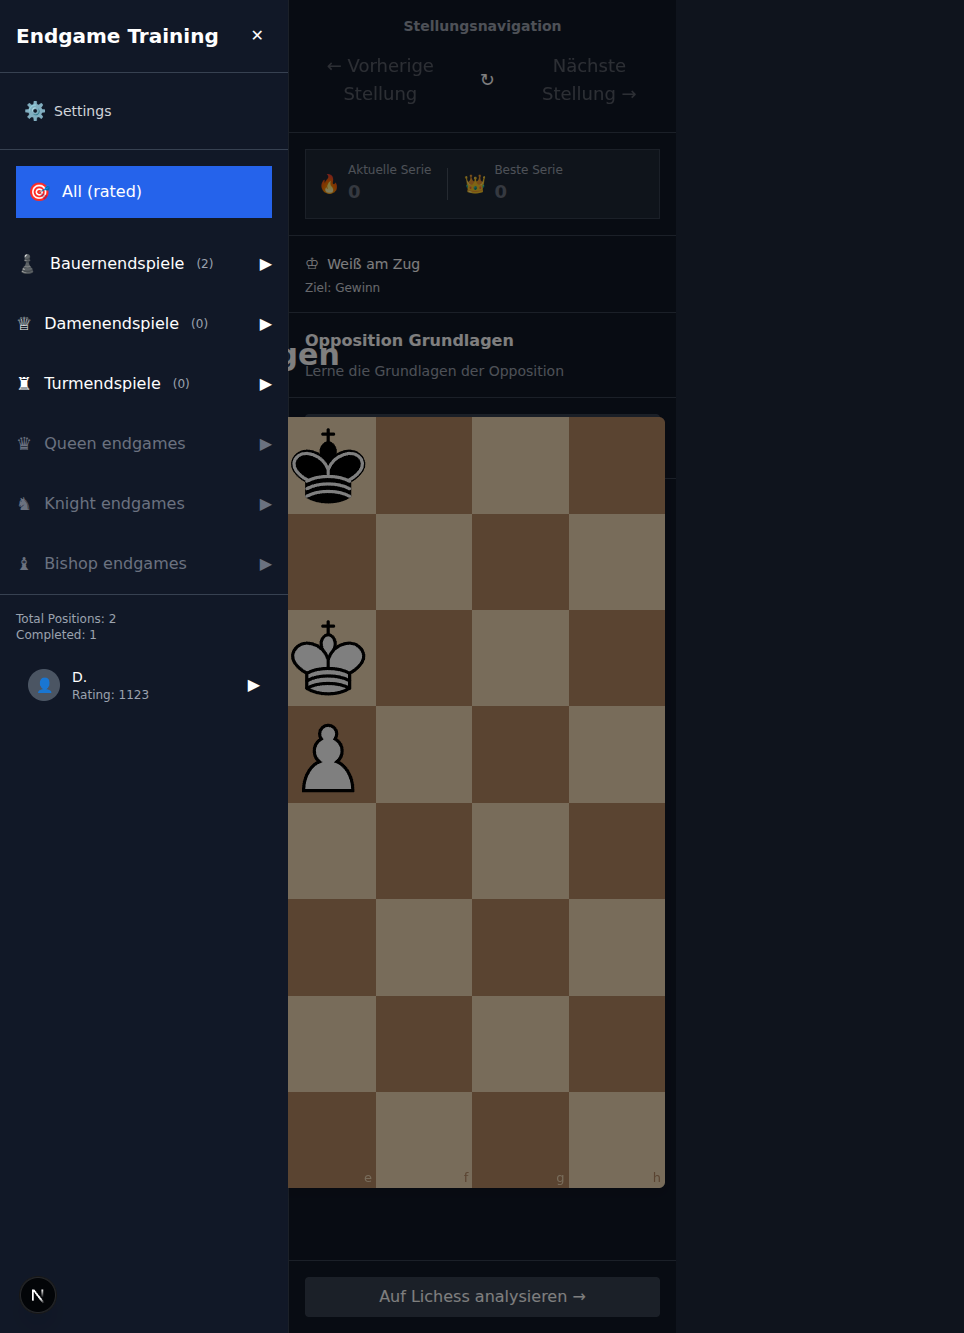 Endgame Training ✕
⚙️ Settings
🎯 All (rated)
♟ Bauernendspiele (2) ▶
♕ Damenendspiele (0) ▶
♜ Turmendspiele (0) ▶
♛ Queen endgames ▶
♞ Knight endgames ▶
♝ Bishop endgames ▶
Total Positions: 2
Completed: 1
D.
Rating: 1123
▶
N
Stellungsnavigation
← Vorherige
Stellung
↻
Nächste
Stellung →
Aktuelle Serie
0
Beste Serie
0
♔ Weiß am Zug
Ziel: Gewinn
Opposition Grundlagen
gen
Lerne die Grundlagen der Opposition
e f g h
Auf Lichess analysieren →